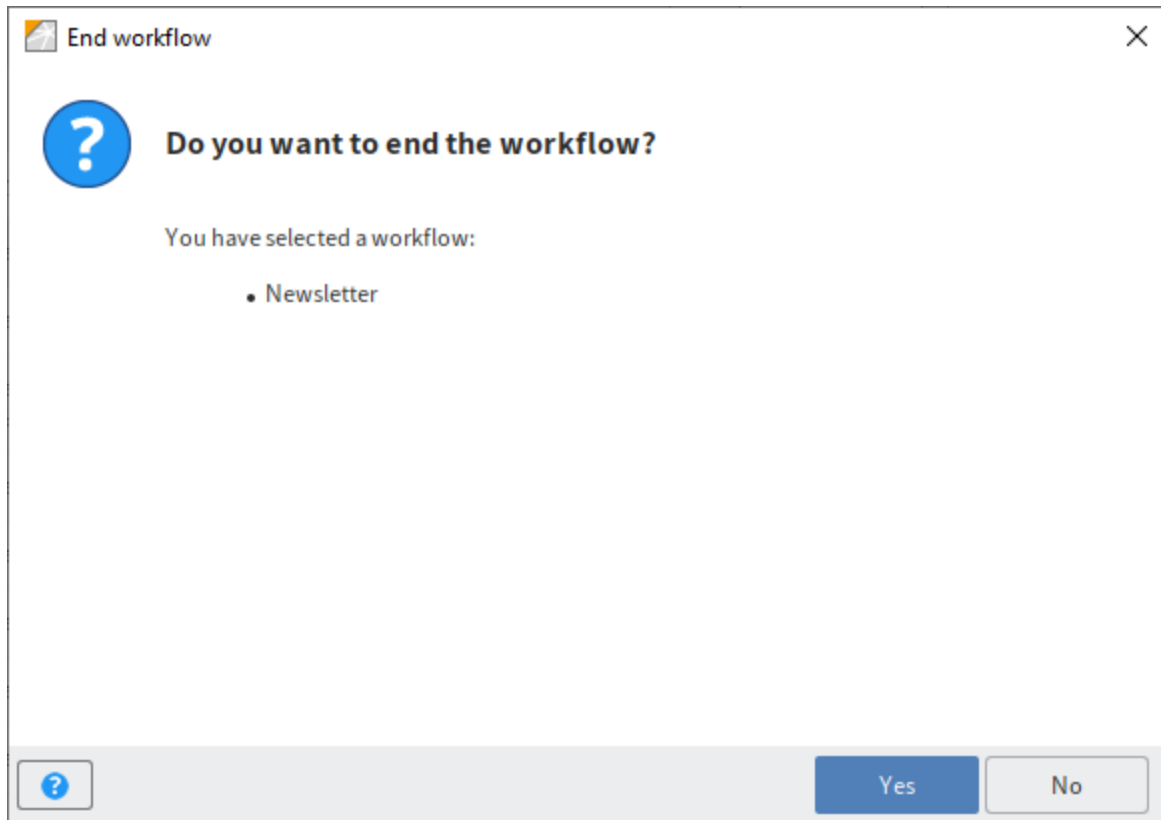 End workflow
Do you want to end the workflow?
You have selected a workflow:
• Newsletter
Yes
No